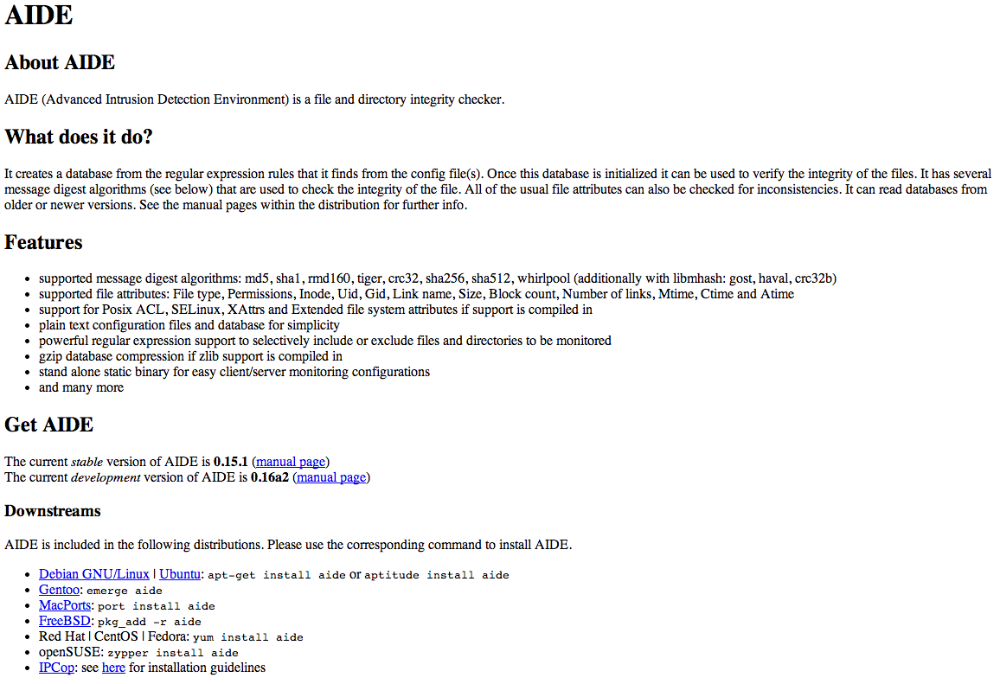 AIDE
About AIDE
AIDE (Advanced Intrusion Detection Environment) is a file and directory integrity checker.
What does it do?
It creates a database from the regular expression rules that it finds from the config file(s). Once this database is initialized it can be used to verify the integrity of the files. It has several
message digest algorithms (see below) that are used to check the integrity of the file. All of the usual file attributes can also be checked for inconsistencies. It can read databases from
older or newer versions. See the manual pages within the distribution for further info.
Features
• supported message digest algorithms: md5, sha1, rmd160, tiger, crc32, sha256, sha512, whirlpool (additionally with libmhash: gost, haval, crc32b)
• supported file attributes: File type, Permissions, Inode, Uid, Gid, Link name, Size, Block count, Number of links, Mtime, Ctime and Atime
• support for Posix ACL, SELinux, XAttrs and Extended file system attributes if support is compiled in
• plain text configuration files and database for simplicity
• powerful regular expression support to selectively include or exclude files and directories to be monitored
• gzip database compression if zlib support is compiled in
• stand alone static binary for easy client/server monitoring configurations
• and many more
Get AIDE
The current stable version of AIDE is 0.15.1 (manual page)
The current development version of AIDE is 0.16a2 (manual page)
Downstreams
AIDE is included in the following distributions. Please use the corresponding command to install AIDE.
• Debian GNU/Linux | Ubuntu: apt-get install aide or aptitude install aide
• Gentoo: emerge aide
• MacPorts: port install aide
• FreeBSD: pkg_add -r aide
• Red Hat | CentOS | Fedora: yum install aide
• openSUSE: zypper install aide
• IPCop: see here for installation guidelines